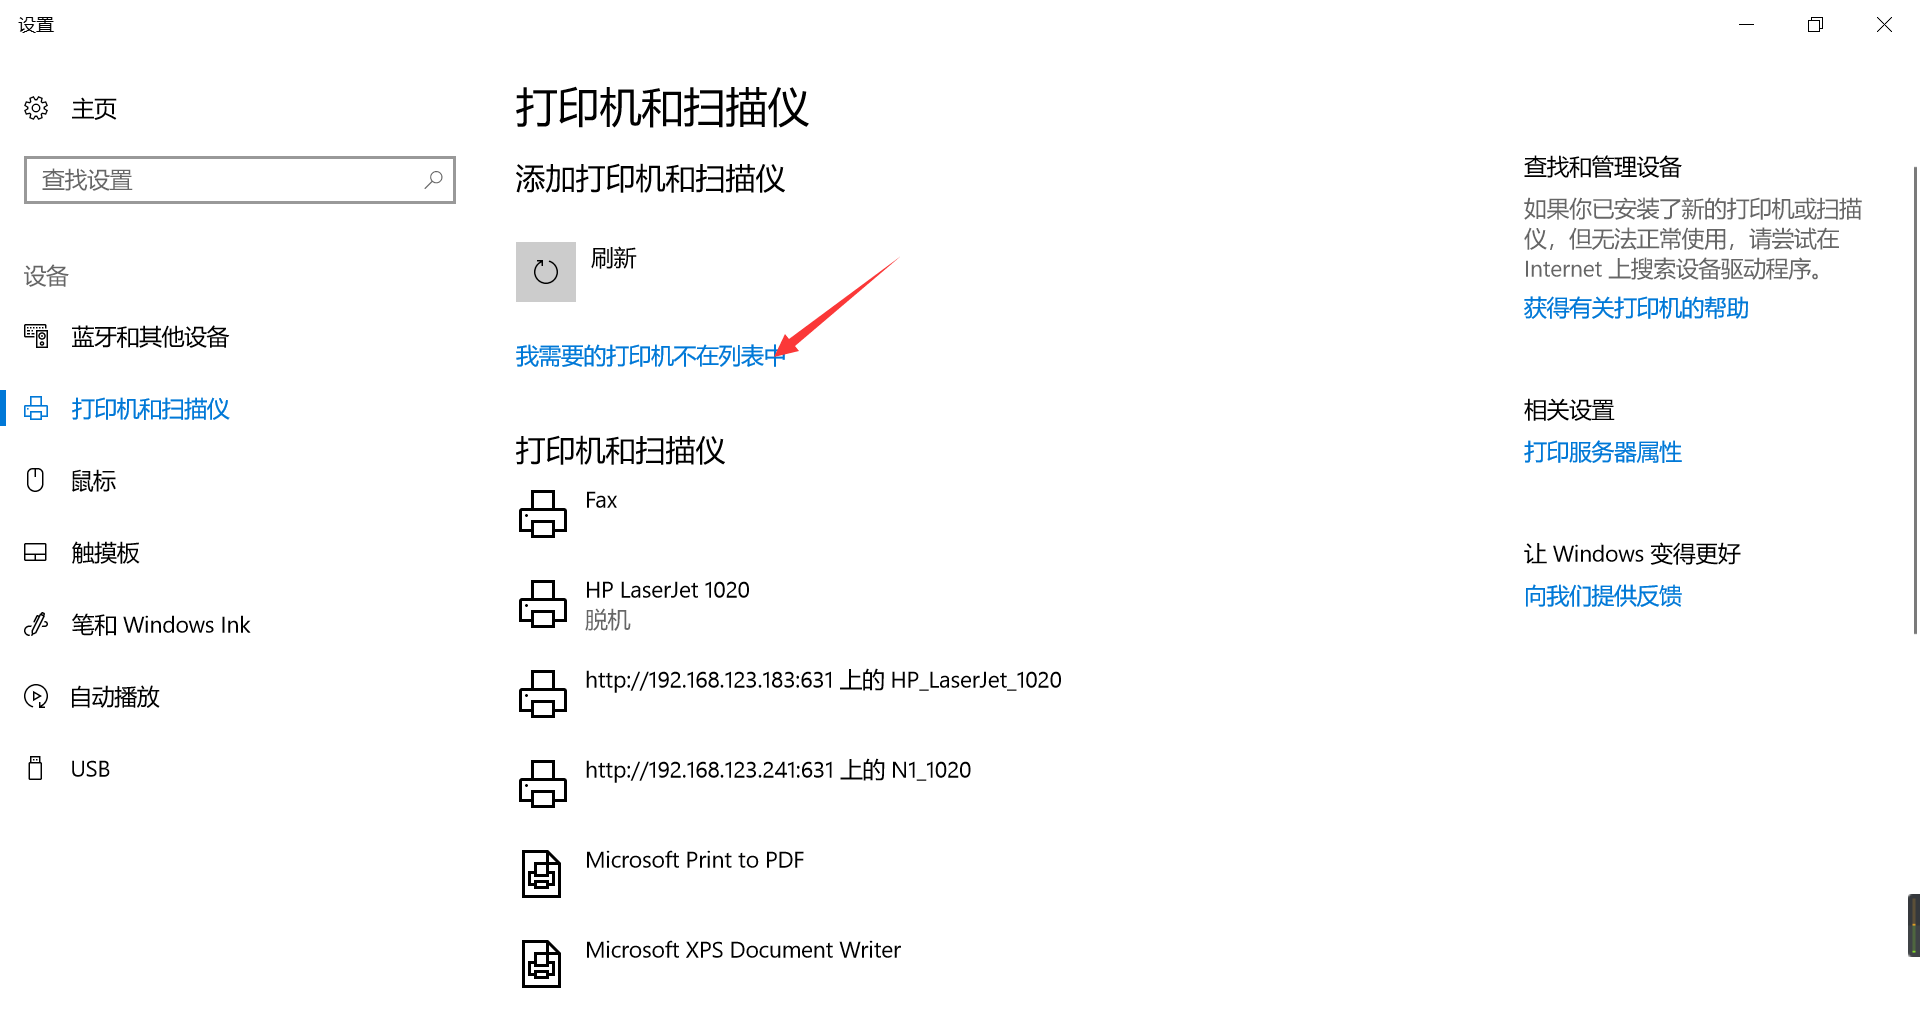 设置
主页
查找设置
设备
蓝牙和其他设备
打印机和扫描仪
鼠标
触摸板
笔和 Windows Ink
自动播放
USB
打印机和扫描仪
添加打印机和扫描仪
刷新
我需要的打印机不在列表中
打印机和扫描仪
Fax
HP LaserJet 1020
脱机
http://192.168.123.183:631 上的 HP_LaserJet_1020
http://192.168.123.241:631 上的 N1_1020
Microsoft Print to PDF
Microsoft XPS Document Writer
查找和管理设备
如果你已安装了新的打印机或扫描
仪，但无法正常使用，请尝试在
Internet 上搜索设备驱动程序。
获得有关打印机的帮助
相关设置
打印服务器属性
让 Windows 变得更好
向我们提供反馈